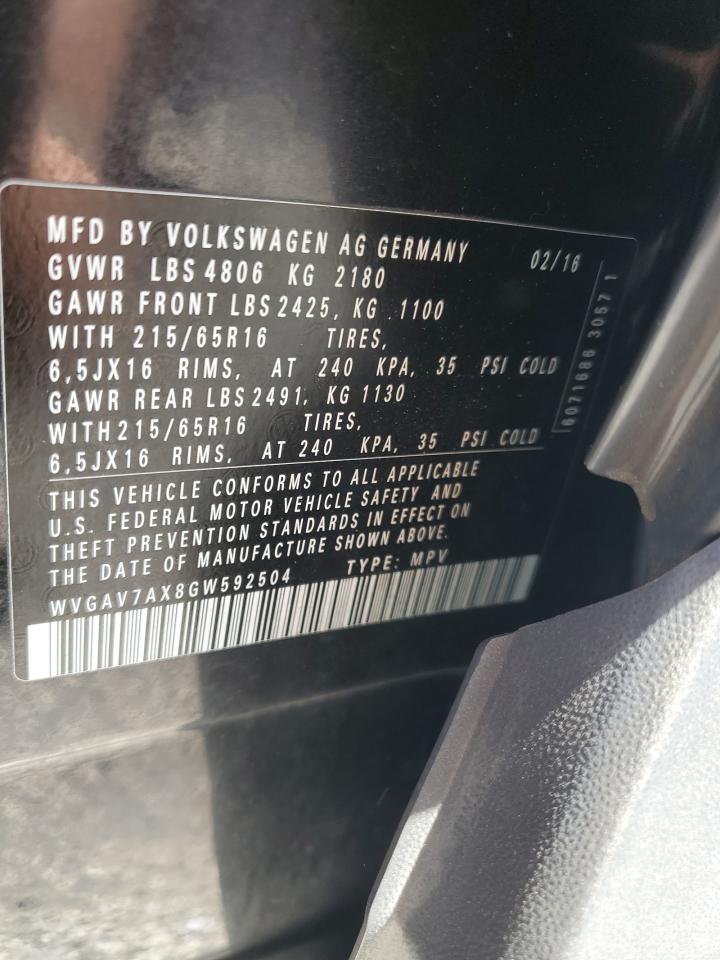 MFD BY VOLKSWAGEN AG GERMANY 02/16
GVWR LBS 4806 KG 2180
GAWR FRONT LBS 2425, KG 1100
WITH 215/65R16 TIRES,
6,5JX16 RIMS, AT 240 KPA, 35 PSI COLD
GAWR REAR LBS 2491, KG 1130
WITH 215/65R16 TIRES,
6,5JX16 RIMS, AT 240 KPA, 35 PSI COLD
THIS VEHICLE CONFORMS TO ALL APPLICABLE
U.S. FEDERAL MOTOR VEHICLE SAFETY AND
THEFT PREVENTION STANDARDS IN EFFECT ON
THE DATE OF MANUFACTURE SHOWN ABOVE.
WVGAV7AX8GW592504 TYPE: MPV
6071686 3057 1